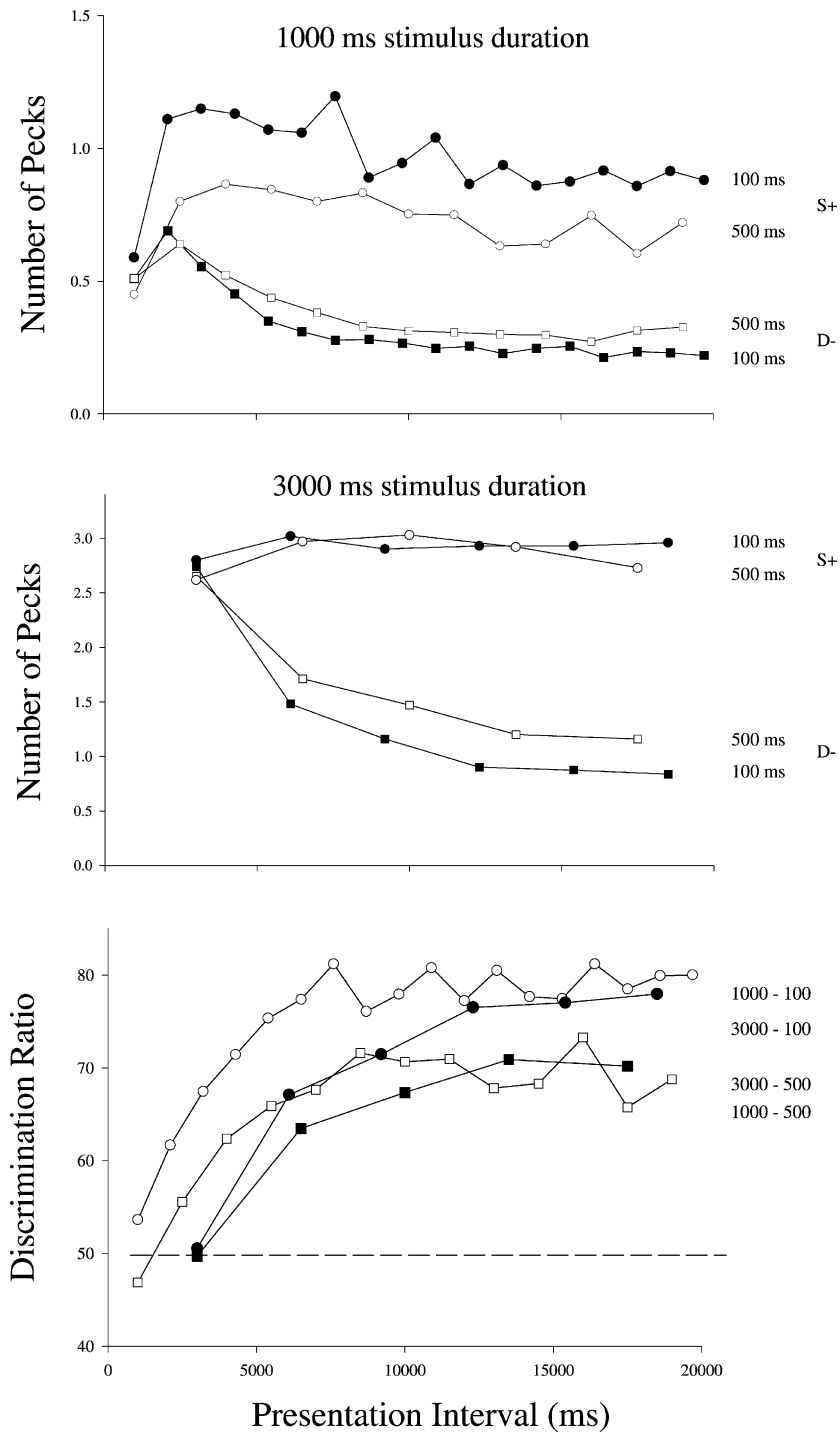 1000 ms stimulus duration
Number of Pecks
1.5
1.0
0.5
0.0
100 ms
S+
500 ms
500 ms
D-
100 ms
3000 ms stimulus duration
Number of Pecks
3.0
2.5
2.0
1.5
1.0
0.5
0.0
100 ms
S+
500 ms
500 ms
D-
100 ms
Discrimination Ratio
80
70
60
50
40
1000 - 100
3000 - 100
3000 - 500
1000 - 500
0 5000 10000 15000 20000
Presentation Interval (ms)